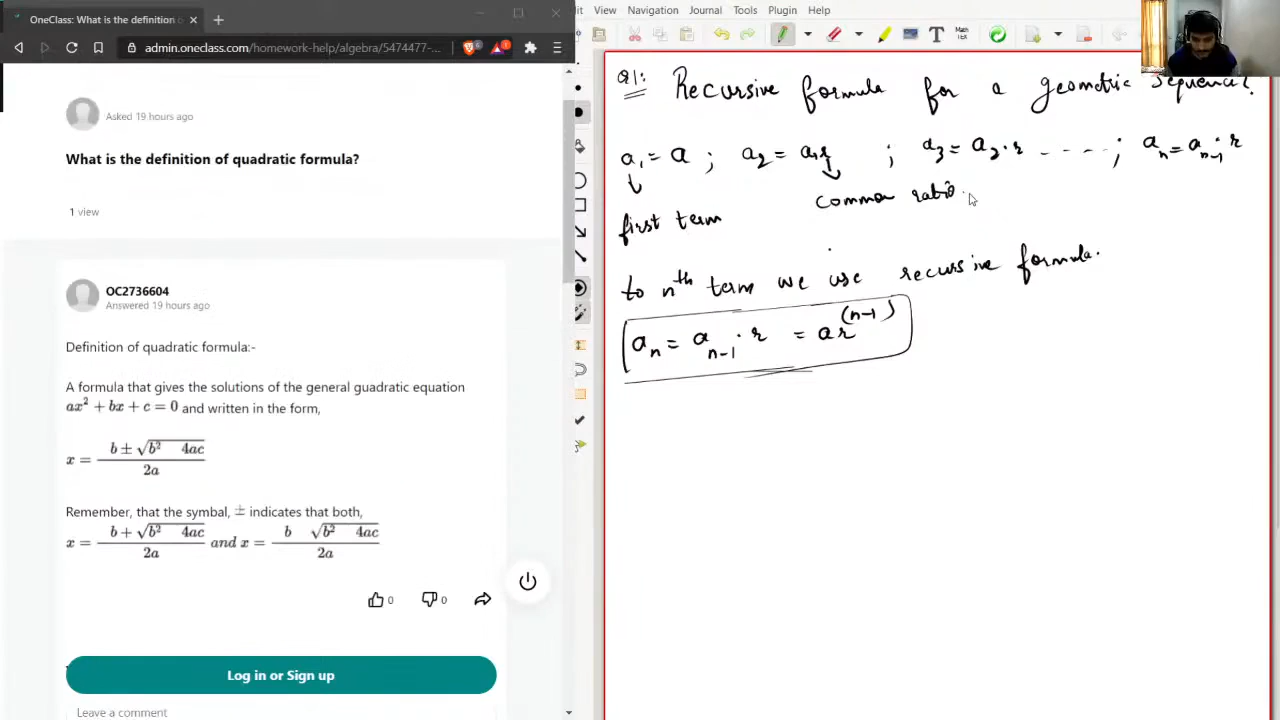 OneClass: What is the definition o
admin.oneclass.com/homework-help/algebra/5474477-...
Asked 19 hours ago
What is the definition of quadratic formula?
1 view
OC2736604
Answered 19 hours ago
Definition of quadratic formula:-
A formula that gives the solutions of the general guadratic equation
ax² + bx + c = 0 and written in the form,
x = b ± √b² 4ac / 2a
Remember, that the symbol, ± indicates that both,
x = b + √b² 4ac / 2a and x = b √b² 4ac / 2a
0 0
Log in or Sign up
Leave a comment
dit View Navigation Journal Tools Plugin Help
Q1: Recursive formula for a geometric sequence.
a₁ = a ; a₂ = a₁r ; a₃ = a₂·r - - - - - ; aₙ = aₙ₋₁·r
first term
common ratio.
to nth term we use recursive formula.
aₙ = aₙ₋₁·r = ar⁽ⁿ⁻¹⁾